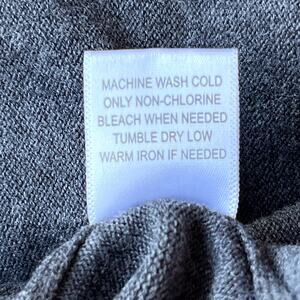 MACHINE WASH COLD
ONLY NON-CHLORINE
BLEACH WHEN NEEDED
TUMBLE DRY LOW
WARM IRON IF NEEDED